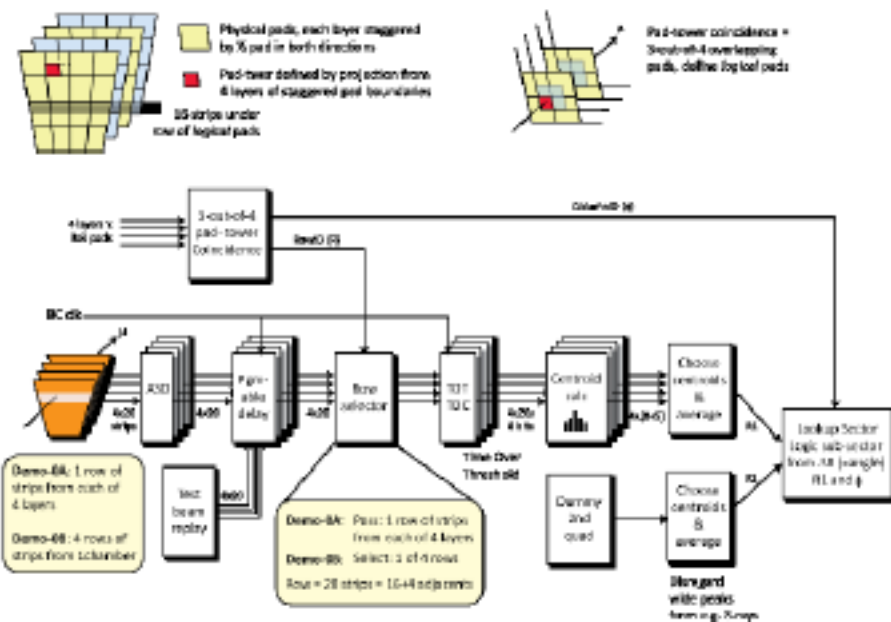 Physical pads, each layer staggered
by ½ pad in both directions
Pad-tower defined by projection from
4 layers of staggered pad boundaries
16 strips under
row of logical pads
Pad-tower coincidence =
3-out-of-4 overlapping
pads, define logical pads
4 layers x
pads
3-out-of-4
pad-tower
Coincidence
BC clk
ASD
4x20
strips
4x20
Pgm-
able
delay
4x20
Row
selector
TOT
TDC
Time Over
Threshold
4x20x
Centroid
calc
Choose
centroids
&
average
Lookup Sector
Logic sub-sector
from
R1 and ϕ
Demo-0A: 1 row of
strips from each of
4 layers
Demo-0B: 4 rows of
strips from 1 chamber
Test
beam
replay
Demo-0A: Pass: 1 row of strips
from each of 4 layers
Demo-0B: Select: 1 of 4 rows
Row = 20 strips = 16+4 adjacents
Dummy
2nd
quad
Choose
centroids
&
average
Disregard
wide peaks